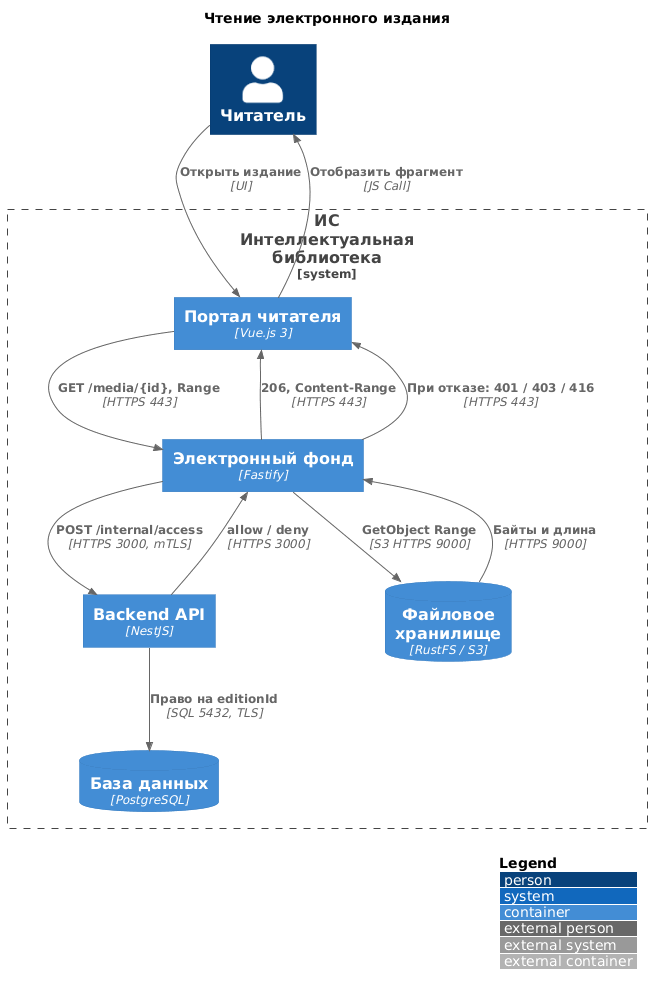 Чтение электронного издания
Читатель
Открыть издание
[UI]
Отобразить фрагмент
[JS Call]
ИС
Интеллектуальная
библиотека
[system]
Портал читателя
[Vue.js 3]
GET /media/{id}, Range
[HTTPS 443]
206, Content-Range
[HTTPS 443]
При отказе: 401 / 403 / 416
[HTTPS 443]
Электронный фонд
[Fastify]
POST /internal/access
[HTTPS 3000, mTLS]
allow / deny
[HTTPS 3000]
GetObject Range
[S3 HTTPS 9000]
Байты и длина
[HTTPS 9000]
Backend API
[NestJS]
Файловое
хранилище
[RustFS / S3]
Право на editionId
[SQL 5432, TLS]
База данных
[PostgreSQL]
Legend
person
system
container
external person
external system
external container